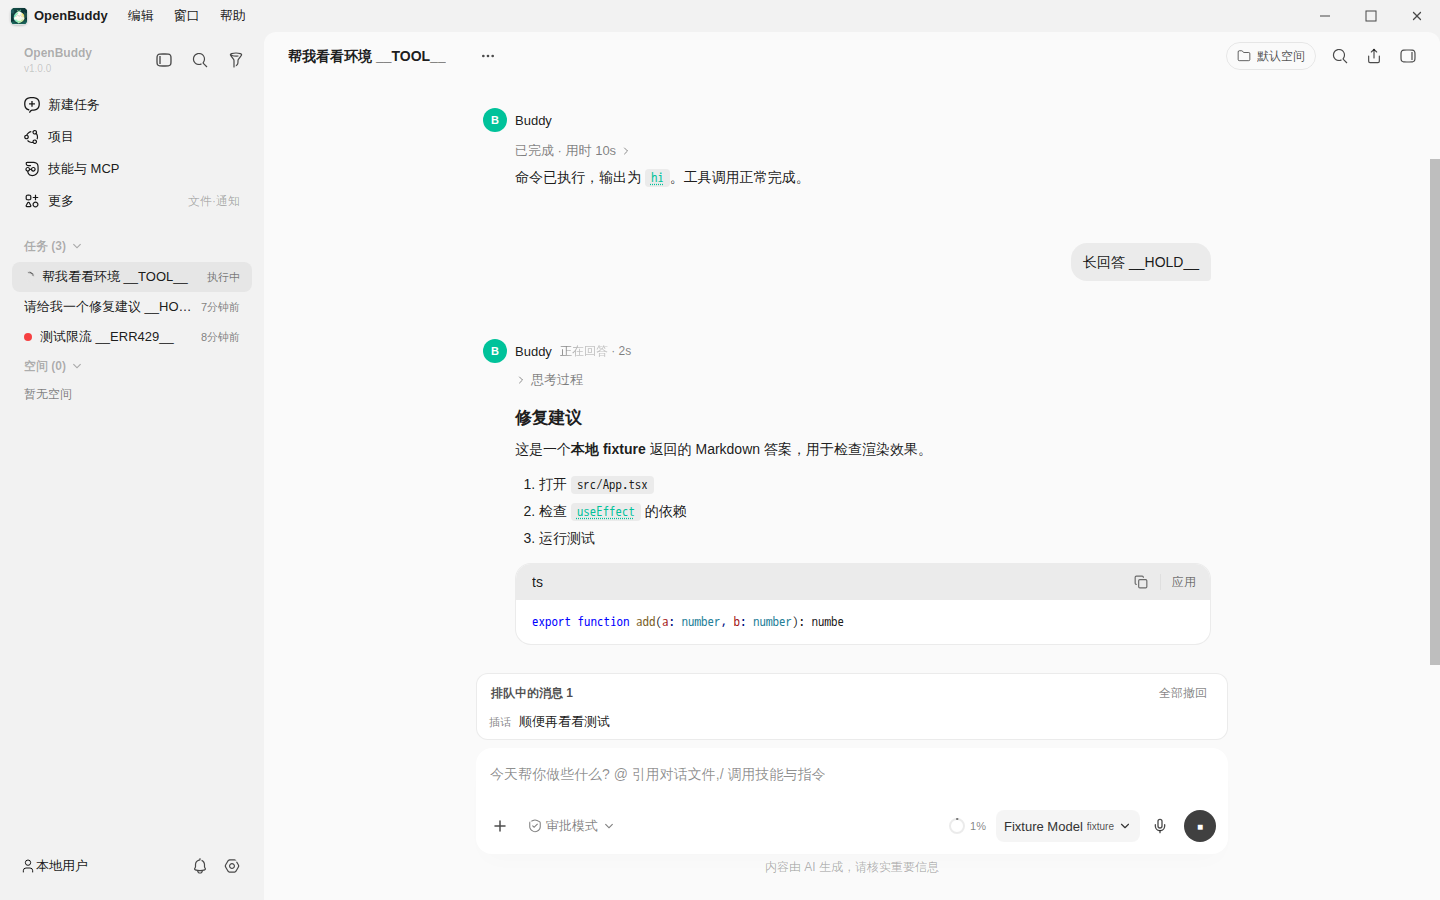 OpenBuddy 编辑 窗口 帮助
OpenBuddy
v1.0.0
新建任务
项目
技能与 MCP
更多 文件·通知
任务 (3)
帮我看看环境 __TOOL__ 执行中
请给我一个修复建议 __HO… 7分钟前
测试限流 __ERR429__ 8分钟前
空间 (0)
暂无空间
本地用户
帮我看看环境 __TOOL__ 默认空间
B Buddy
已完成 · 用时 10s
命令已执行，输出为 hi 。工具调用正常完成。
长回答 __HOLD__
B Buddy 正在回答 · 2s
思考过程
修复建议
这是一个本地 fixture 返回的 Markdown 答案，用于检查渲染效果。
1. 打开 src/App.tsx
2. 检查 useEffect 的依赖
3. 运行测试
ts 应用
export function add(a: number, b: number): numbe
排队中的消息 1 全部撤回
插话 顺便再看看测试
今天帮你做些什么? @ 引用对话文件,/ 调用技能与指令
审批模式 1% Fixture Model fixture
内容由 AI 生成，请核实重要信息